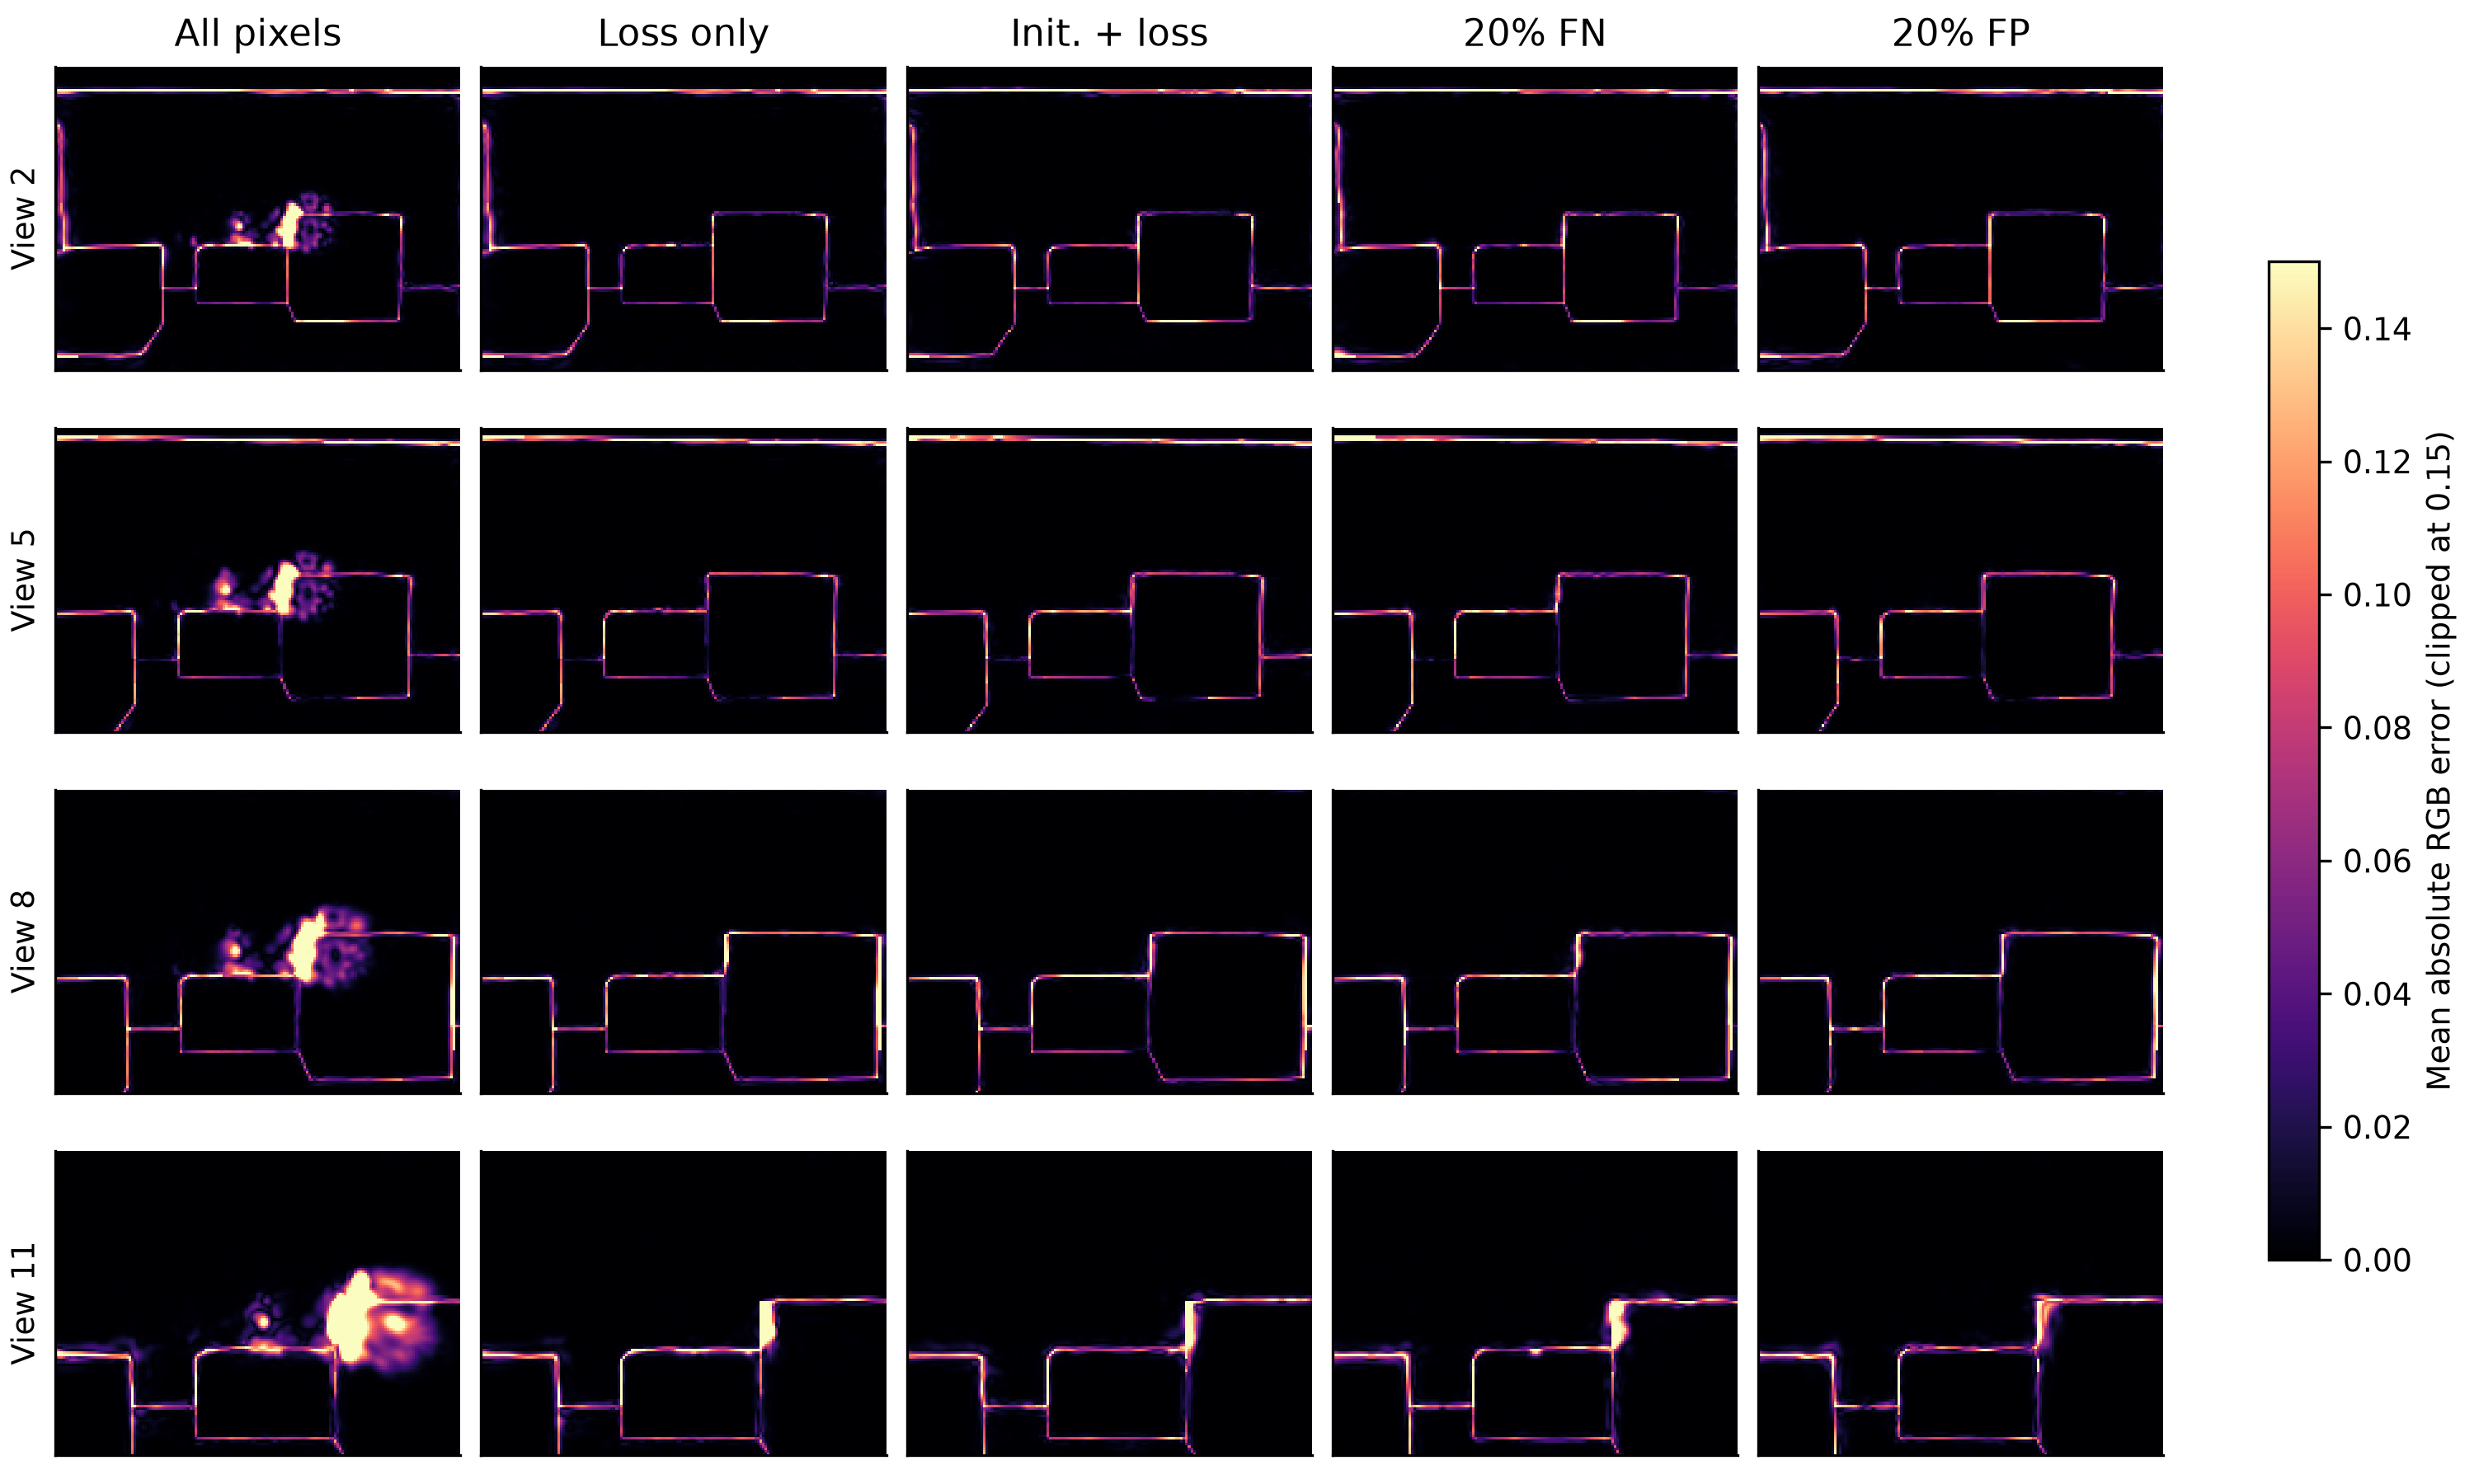 All pixels
Loss only
Init. + loss
20% FN
20% FP
View 2
View 5
View 8
View 11
0.14
0.12
0.10
0.08
0.06
0.04
0.02
0.00
Mean absolute RGB error (clipped at 0.15)